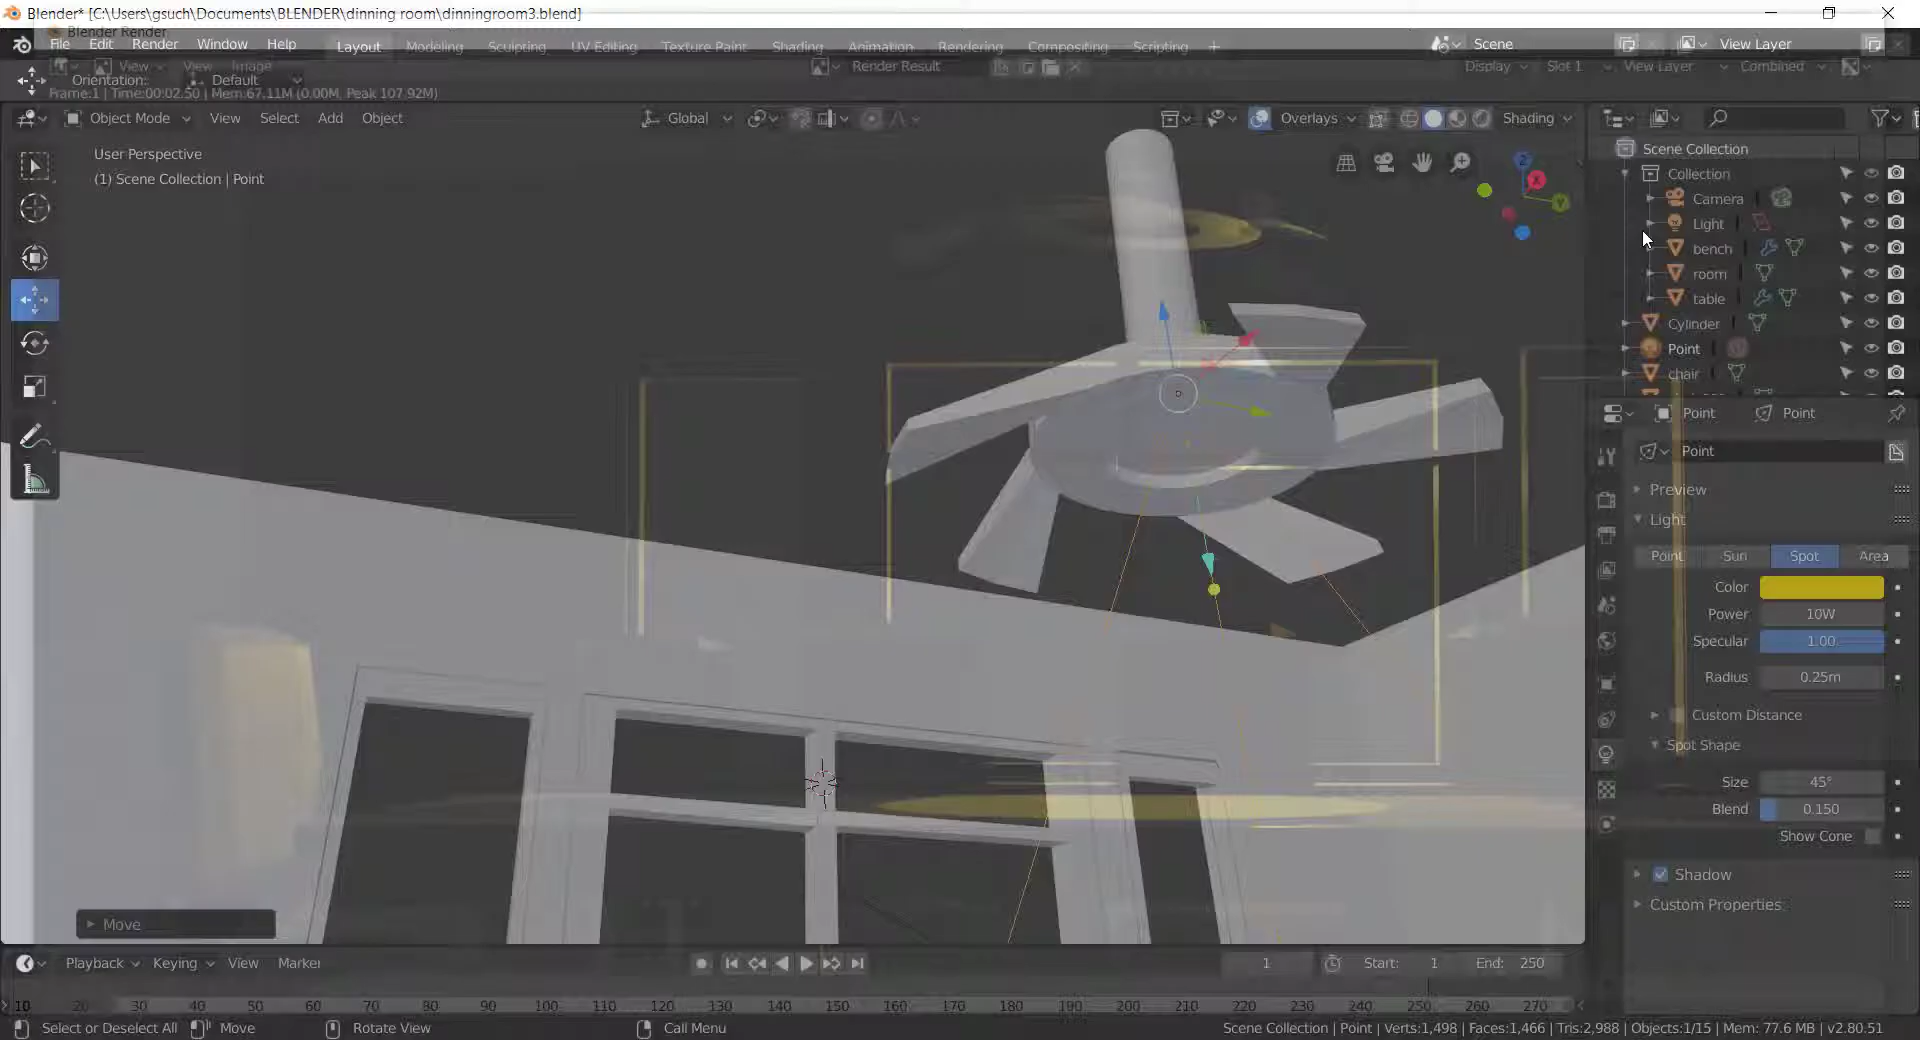 Blender* [C:\Users\gsuch\Documents\BLENDER\dinning room\dinningroom3.blend]
Blender Render
File Edit Render Window Help Layout Modeling Sculpting UV Editing Texture Paint Shading Animation Rendering Compositing Scripting + Scene View Layer
View View Image Render Result Display Slot 1 View Layer Combined
Orientation: Default
Frame:1 | Time:00:02.50 | Mem:67.11M (0.00M, Peak 107.92M)
Object Mode View Select Add Object Global Overlays Shading
User Perspective
(1) Scene Collection | Point
Z
X
Y
Scene Collection
Collection
Camera
Light
bench
room
table
Cylinder
Point
chair
Point Point
Point
Preview
Light
Point Sun Spot Area
Color
Power 10W
Specular 1.00
Radius 0.25m
Custom Distance
Spot Shape
Size 45°
Blend 0.150
Show Cone
Shadow
Custom Properties
Move
Playback Keying View Marker 1 Start: 1 End: 250
10 20 30 40 50 60 70 80 90 100 110 120 130 140 150 160 170 180 190 200 210 220 230 240 250 260 270
Select or Deselect All Move Rotate View Call Menu Scene Collection | Point | Verts:1,498 | Faces:1,466 | Tris:2,988 | Objects:1/15 | Mem: 77.6 MB | v2.80.51